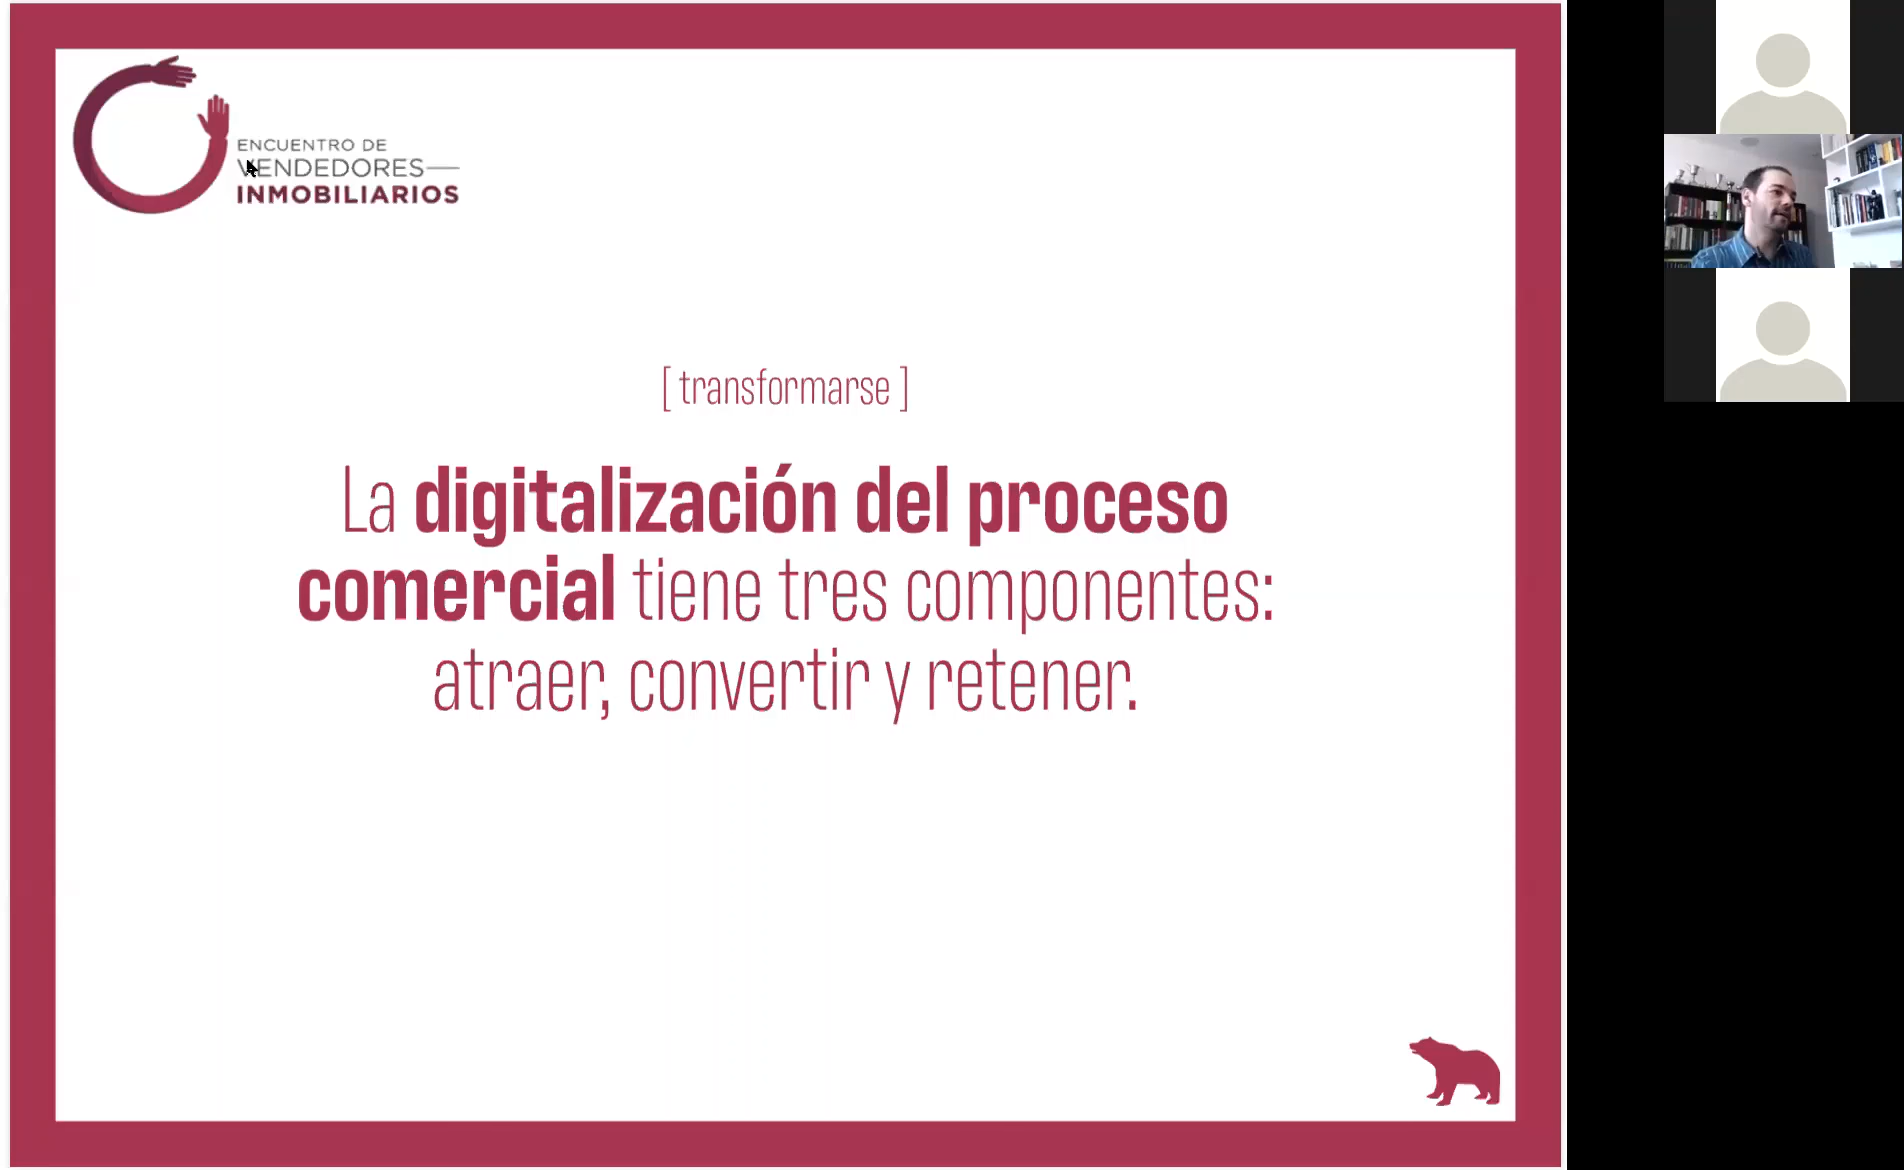 ENCUENTRO DE
VENDEDORES
INMOBILIARIOS
[ transformarse ]
La digitalización del proceso
comercial tiene tres componentes:
atraer, convertir y retener.